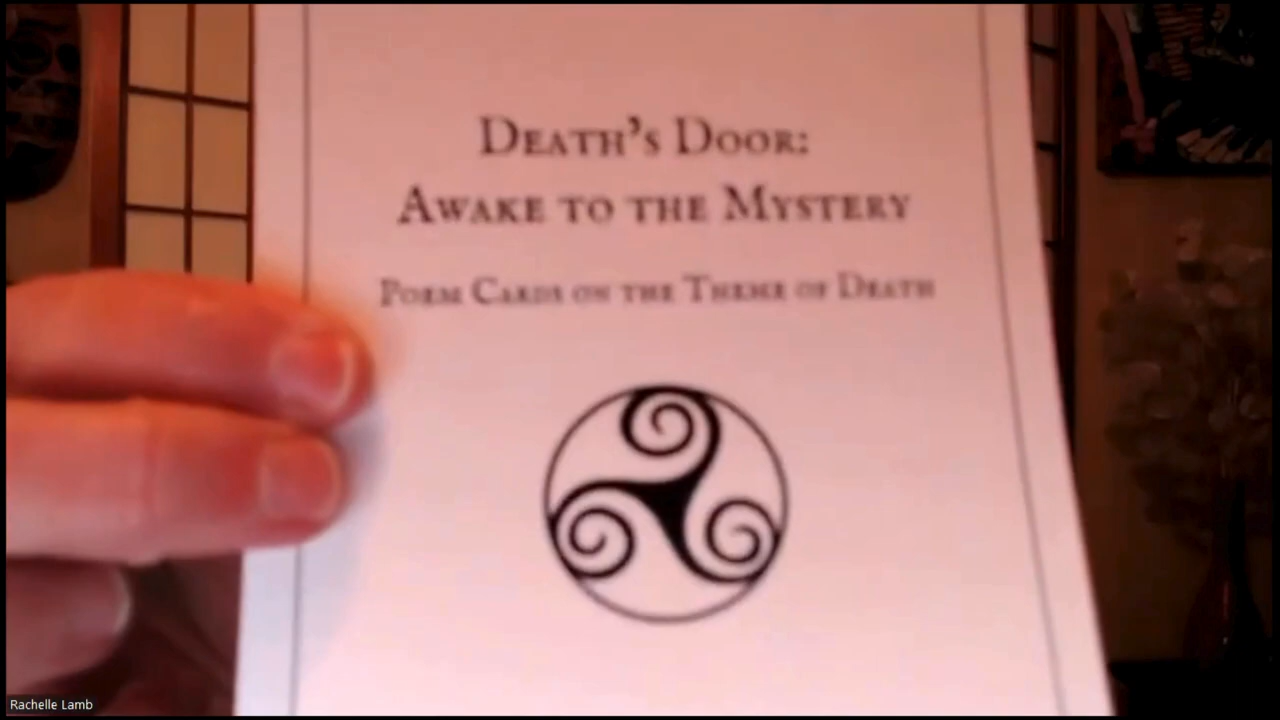 Death's Door:
Awake to the Mystery
Poem Cards on the Theme of Death
Rachelle Lamb